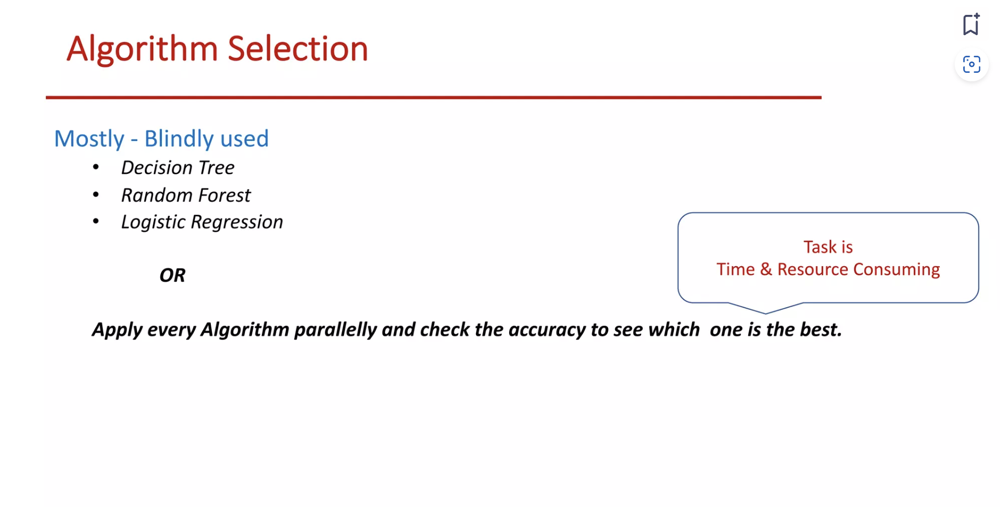 Algorithm Selection
Mostly - Blindly used
• Decision Tree
• Random Forest
• Logistic Regression
OR
Task is
Time & Resource Consuming
Apply every Algorithm parallelly and check the accuracy to see which  one is the best.